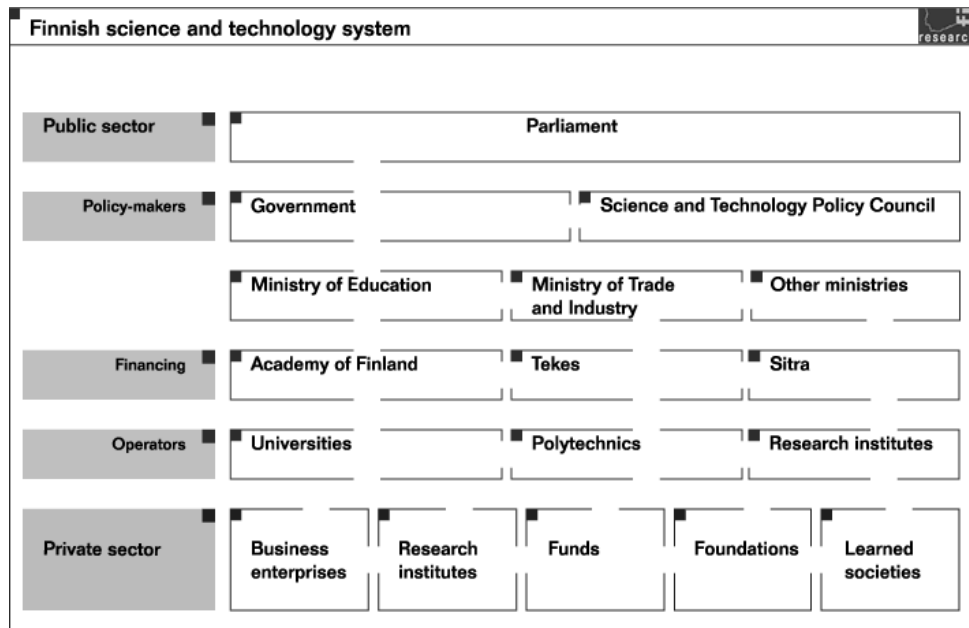 Finnish science and technology system
researc
Public sector
Parliament
Policy-makers
Government
Science and Technology Policy Council
Ministry of Education
Ministry of Trade
and Industry
Other ministries
Financing
Academy of Finland
Tekes
Sitra
Operators
Universities
Polytechnics
Research institutes
Private sector
Business
enterprises
Research
institutes
Funds
Foundations
Learned
societies